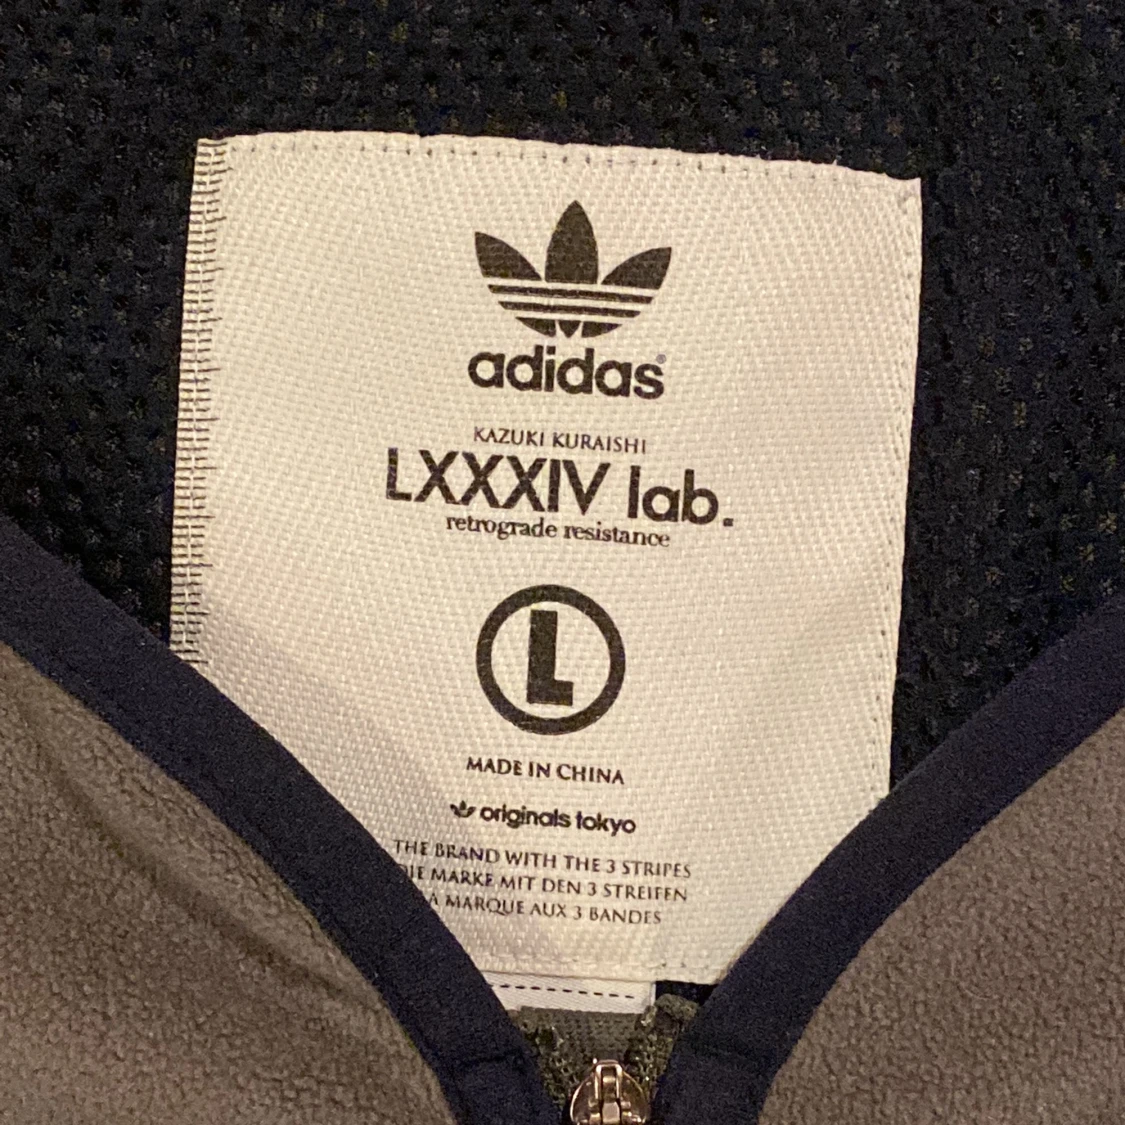 adidas®
KAZUKI KURAISHI
LXXXIV lab.
retrograde resistance
L
MADE IN CHINA
originals tokyo
THE BRAND WITH THE 3 STRIPES
DIE MARKE MIT DEN 3 STREIFEN
A MARQUE AUX 3 BANDES